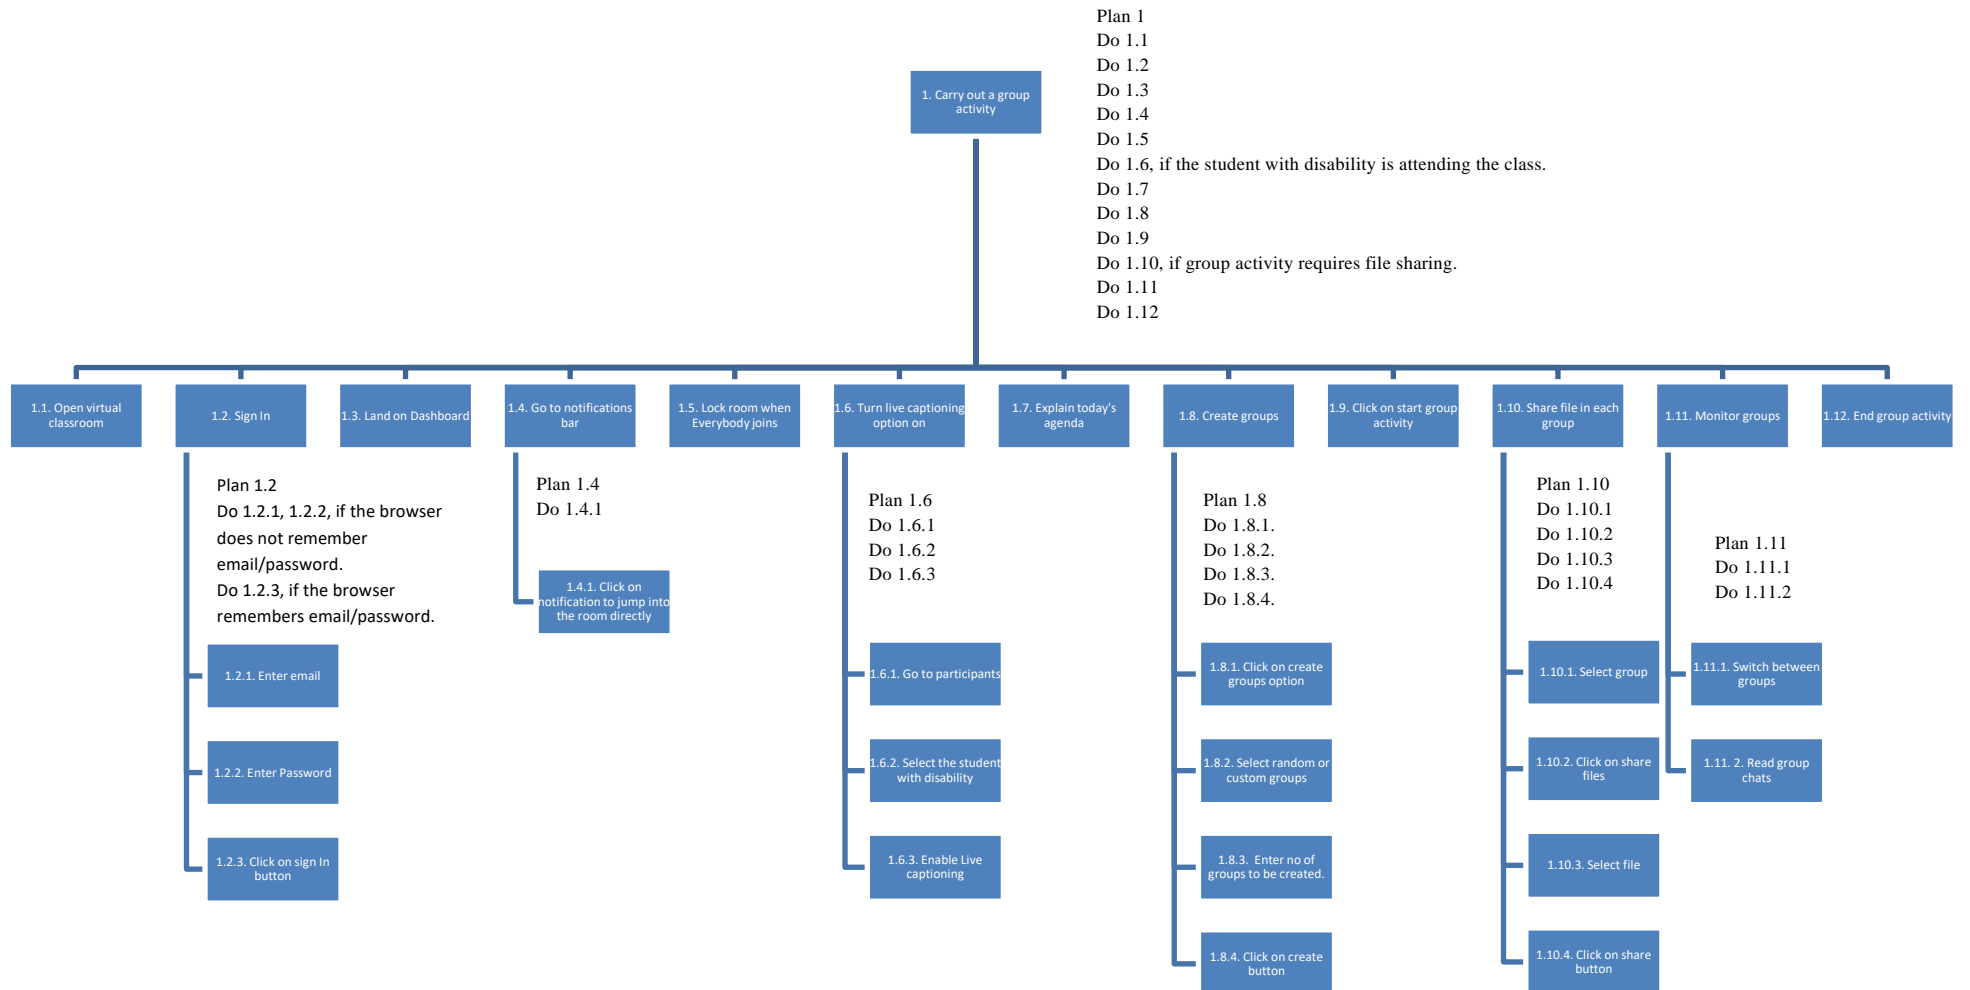 Plan 1
Do 1.1
Do 1.2
Do 1.3
Do 1.4
Do 1.5
Do 1.6, if the student with disability is attending the class.
Do 1.7
Do 1.8
Do 1.9
Do 1.10, if group activity requires file sharing.
Do 1.11
Do 1.12
1. Carry out a group
activity
1.1. Open virtual
classroom
1.2. Sign In
1.3. Land on Dashboard
1.4. Go to notifications
bar
1.5. Lock room when
Everybody joins
1.6. Turn live captioning
option on
1.7. Explain today's
agenda
1.8. Create groups
1.9. Click on start group
activity
1.10. Share file in each
group
1.11. Monitor groups
1.12. End group activity
Plan 1.2
Do 1.2.1, 1.2.2, if the browser
does not remember
email/password.
Do 1.2.3, if the browser
remembers email/password.
1.2.1. Enter email
1.2.2. Enter Password
1.2.3. Click on sign In
button
Plan 1.4
Do 1.4.1
1.4.1. Click on
notification to jump into
the room directly
Plan 1.6
Do 1.6.1
Do 1.6.2
Do 1.6.3
1.6.1. Go to participants
1.6.2. Select the student
with disability
1.6.3. Enable Live
captioning
Plan 1.8
Do 1.8.1.
Do 1.8.2.
Do 1.8.3.
Do 1.8.4.
1.8.1. Click on create
groups option
1.8.2. Select random or
custom groups
1.8.3.  Enter no of
groups to be created.
1.8.4. Click on create
button
Plan 1.10
Do 1.10.1
Do 1.10.2
Do 1.10.3
Do 1.10.4
1.10.1. Select group
1.10.2. Click on share
files
1.10.3. Select file
1.10.4. Click on share
button
Plan 1.11
Do 1.11.1
Do 1.11.2
1.11.1. Switch between
groups
1.11. 2. Read group
chats